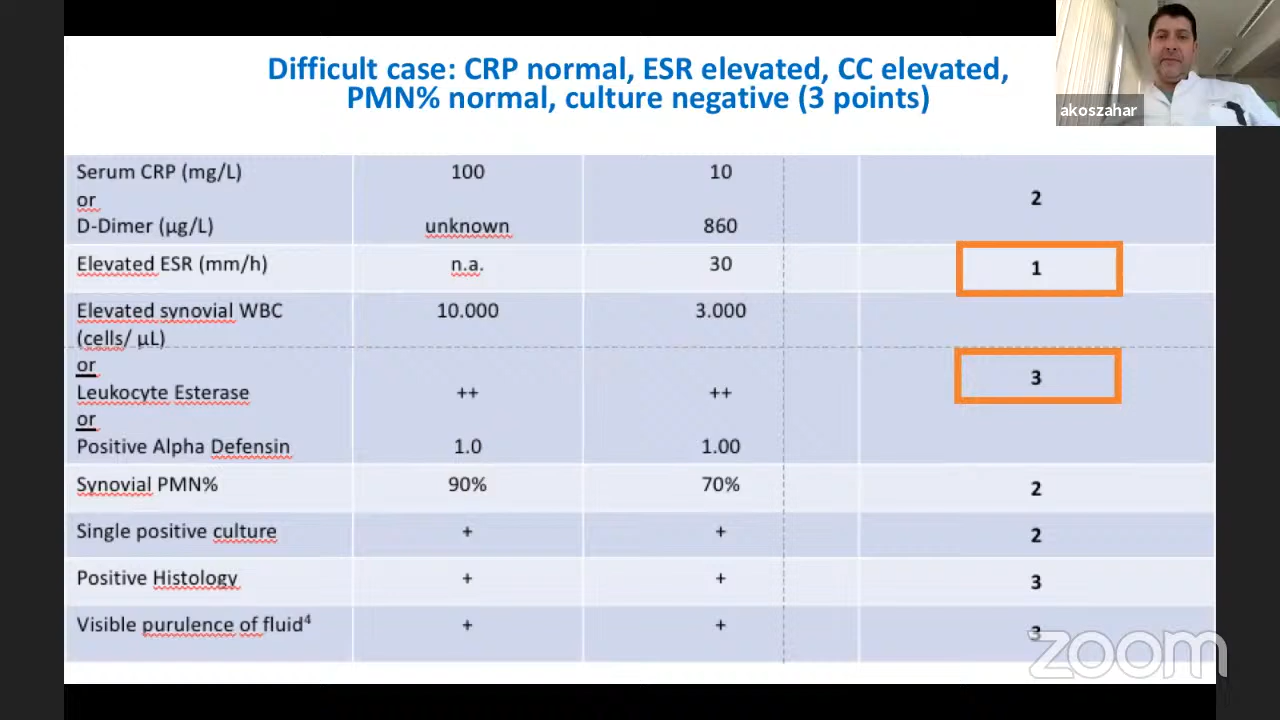 Difficult case: CRP normal, ESR elevated, CC elevated,
PMN% normal, culture negative (3 points)
akoszahar
Serum CRP (mg/L) 100 10
or
2
D-Dimer (µg/L) unknown 860
Elevated ESR (mm/h) n.a. 30 1
Elevated synovial WBC 10.000 3.000
(cells/ µL)
or
3
Leukocyte Esterase ++ ++
or
Positive Alpha Defensin 1.0 1.00
Synovial PMN% 90% 70% 2
Single positive culture + + 2
Positive Histology + + 3
Visible purulence of fluid⁴ + + 3
zoom